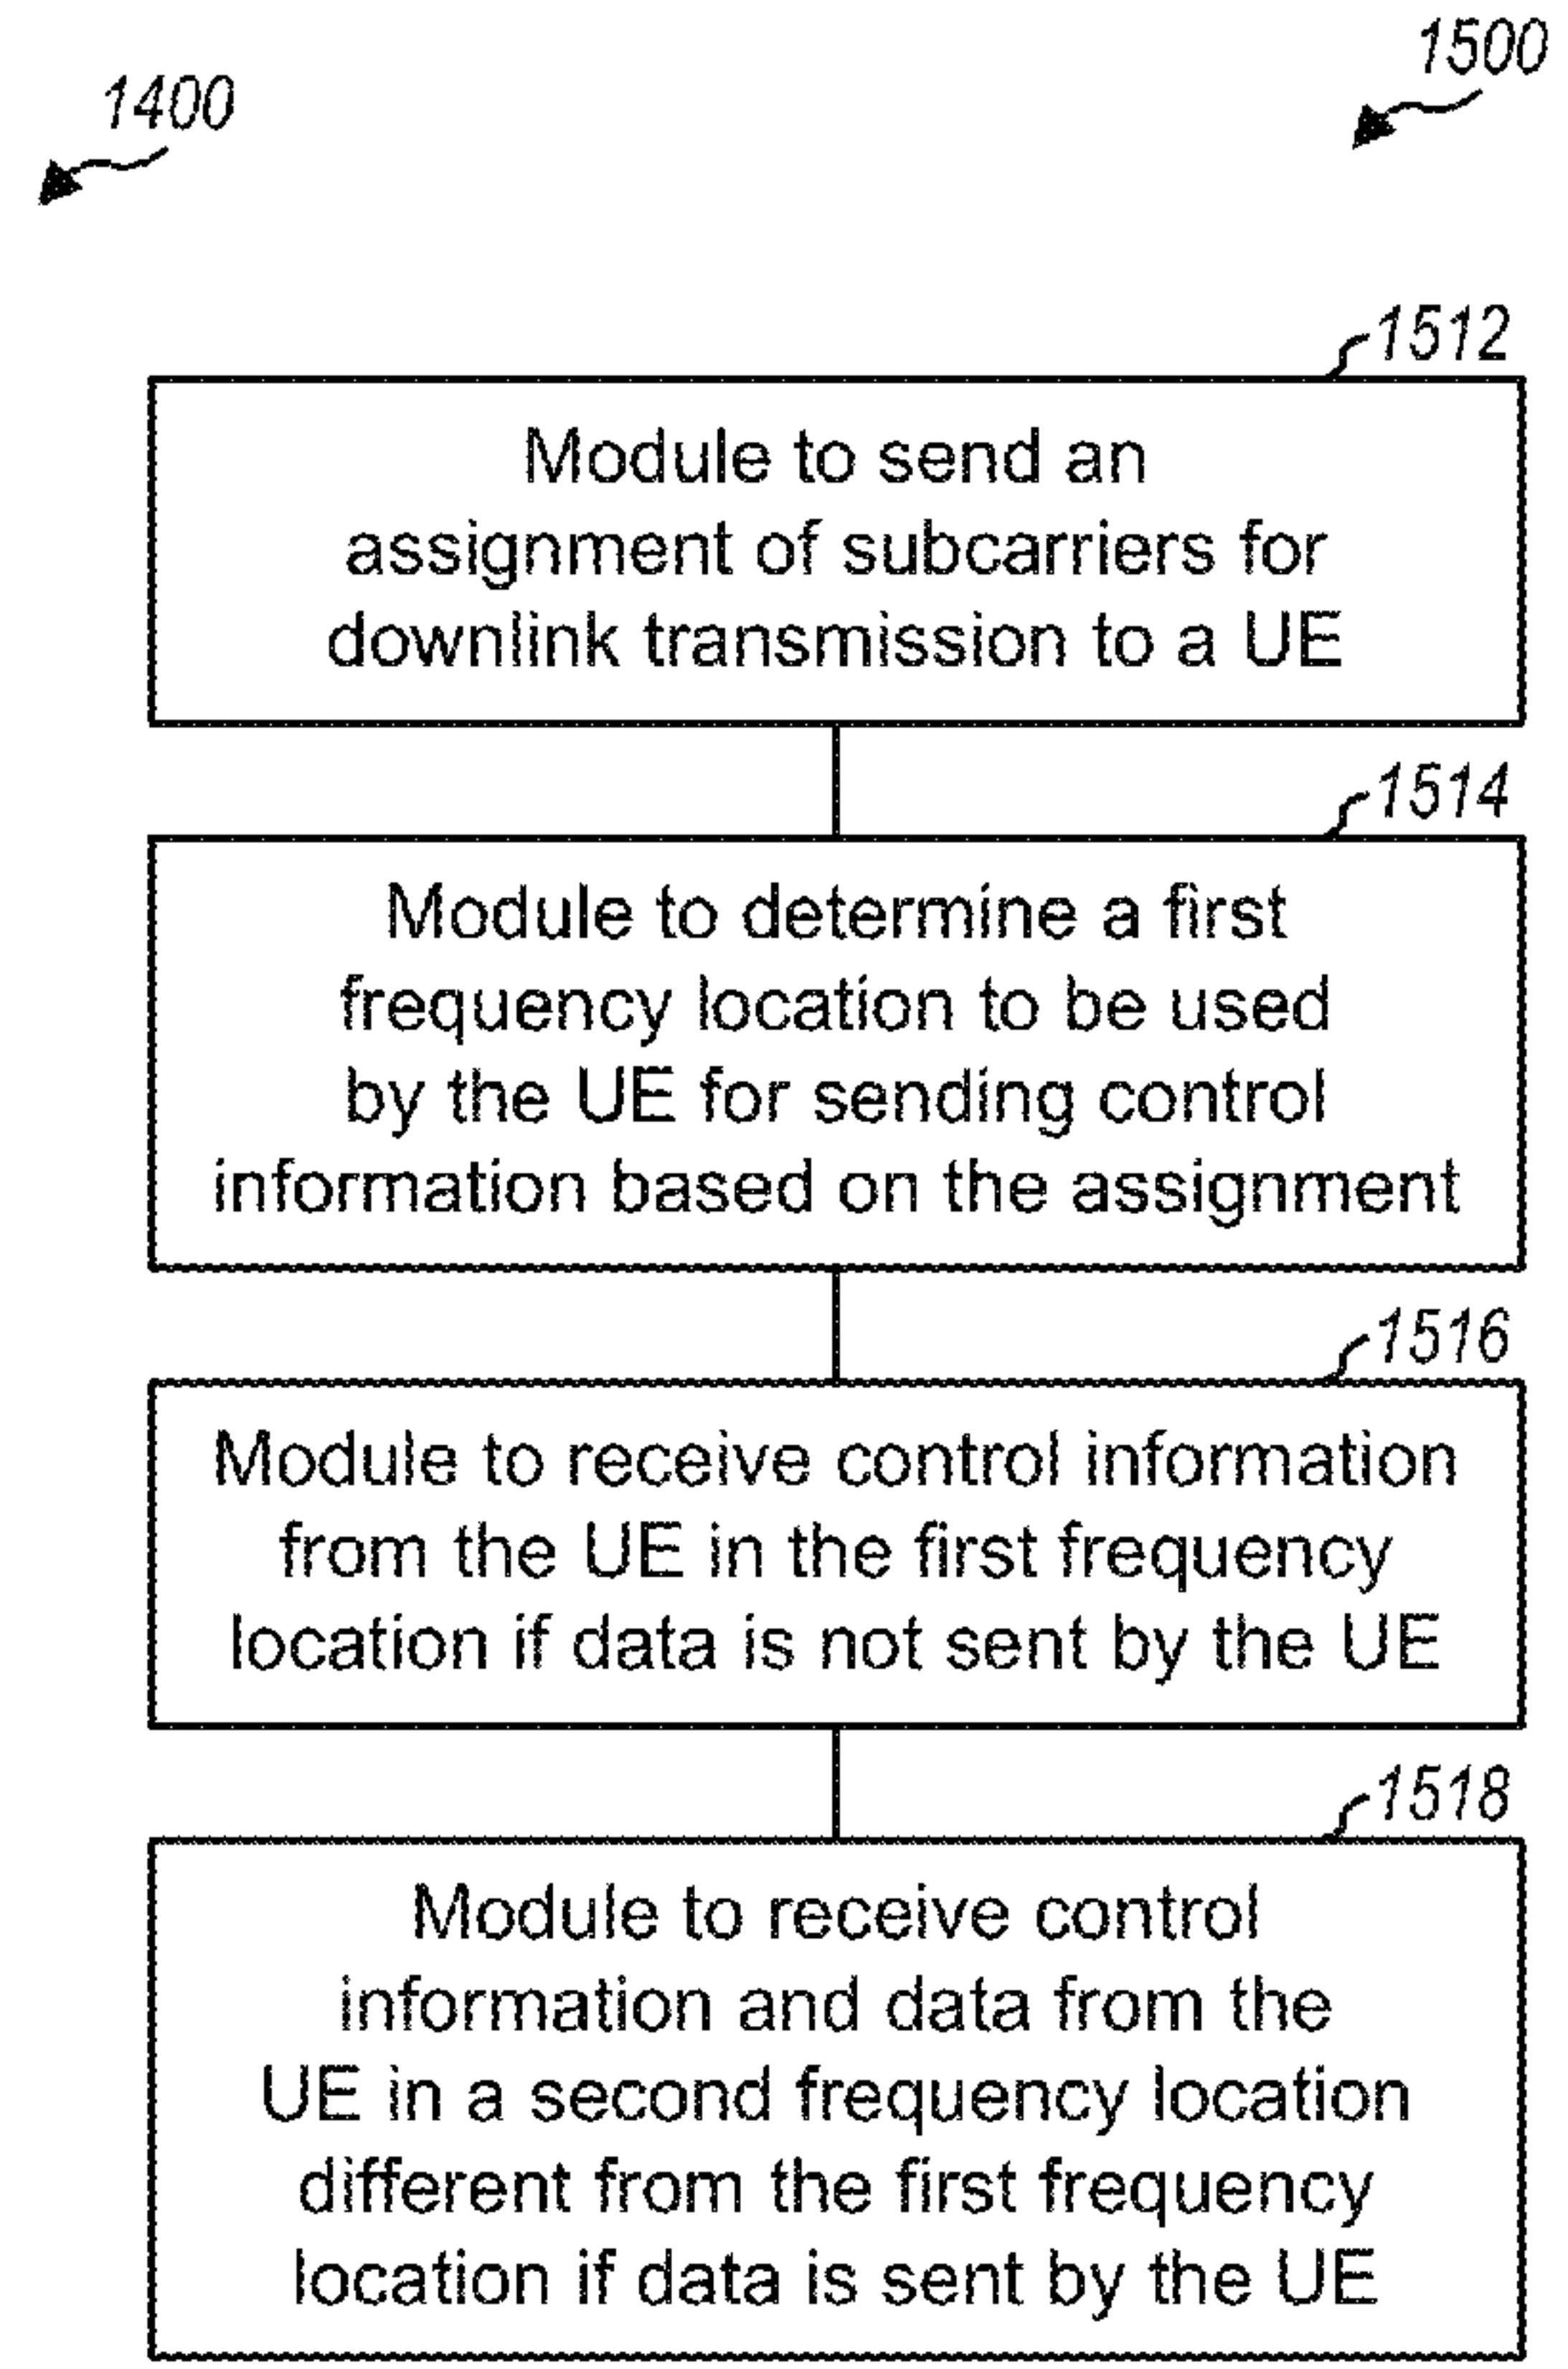 1400
1500
1512
Module to send an
assignment of subcarriers for
downlink transmission to a UE
1514
Module to determine a first
frequency location to be used
by the UE for sending control
information based on the assignment
1516
Module to receive control information
from the UE in the first frequency
location if data is not sent by the UE
1518
Module to receive control
information and data from the
UE in a second frequency location
different from the first frequency
location if data is sent by the UE